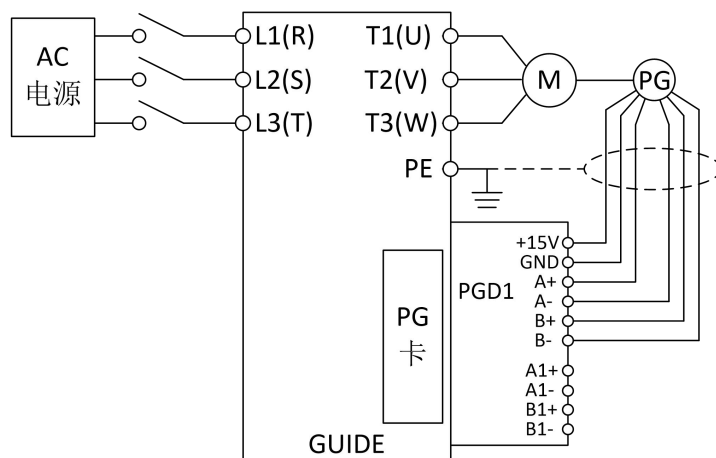 AC
电源
L1(R)
L2(S)
L3(T)
T1(U)
T2(V)
T3(W)
PE
M
PG
+15V
GND
A+
A-
B+
B-
A1+
A1-
B1+
B1-
PGD1
PG
卡
GUIDE